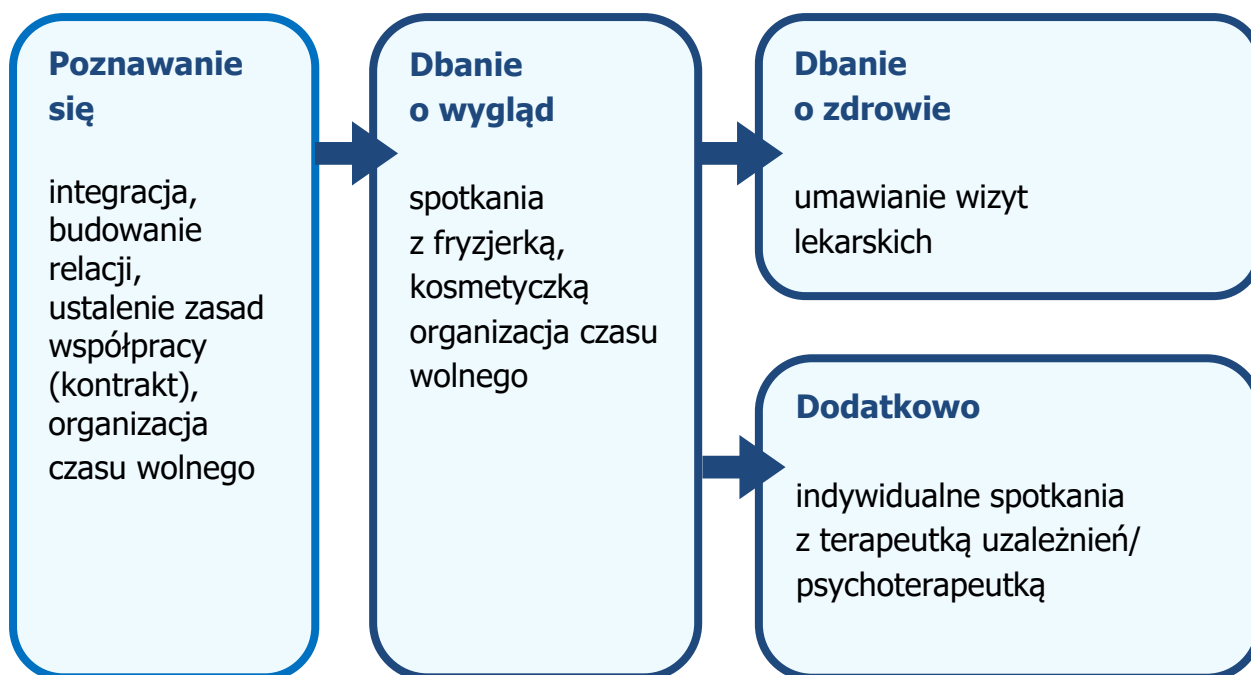 Poznawanie
się
integracja,
budowanie
relacji,
ustalenie zasad
współpracy
(kontrakt),
organizacja
czasu wolnego
Dbanie
o wygląd
spotkania
z fryzjerką,
kosmetyczką
organizacja czasu
wolnego
Dbanie
o zdrowie
umawianie wizyt
lekarskich
Dodatkowo
indywidualne spotkania
z terapeutką uzależnień/
psychoterapeutką